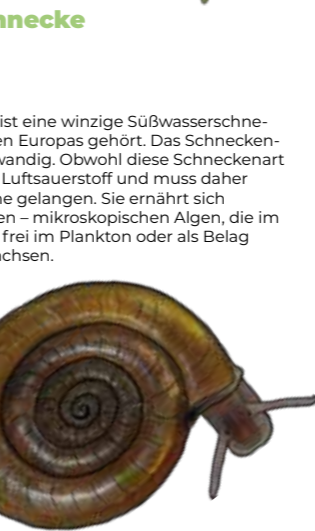 nnecke
ist eine winzige Süßwasserschne-
en Europas gehört. Das Schnecken-
wandig. Obwohl diese Schneckenart
Luftsauerstoff und muss daher
he gelangen. Sie ernährt sich
en – mikroskopischen Algen, die im
frei im Plankton oder als Belag
achsen.